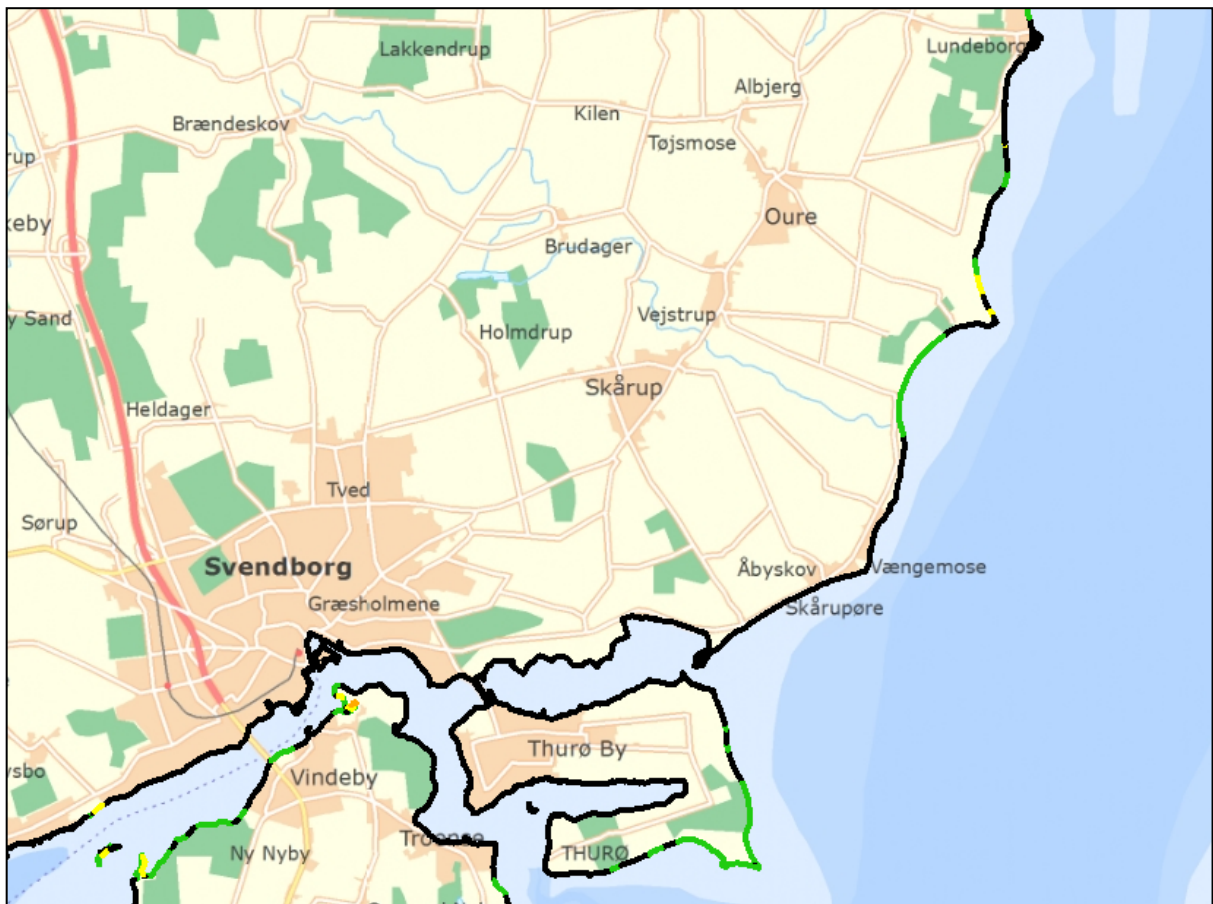 Lakkendrup
Lundeborg
Albjerg
Kilen
Brændeskov
Tøjsmose
rup
Oure
keby
Brudager
y Sand
Vejstrup
Holmdrup
Skårup
Heldager
Tved
Sørup
Svendborg
Åbyskov
Vængemose
Græsholmene
Skårupøre
Thurø By
ysbo
Vindeby
Troense
Ny Nyby
THURØ